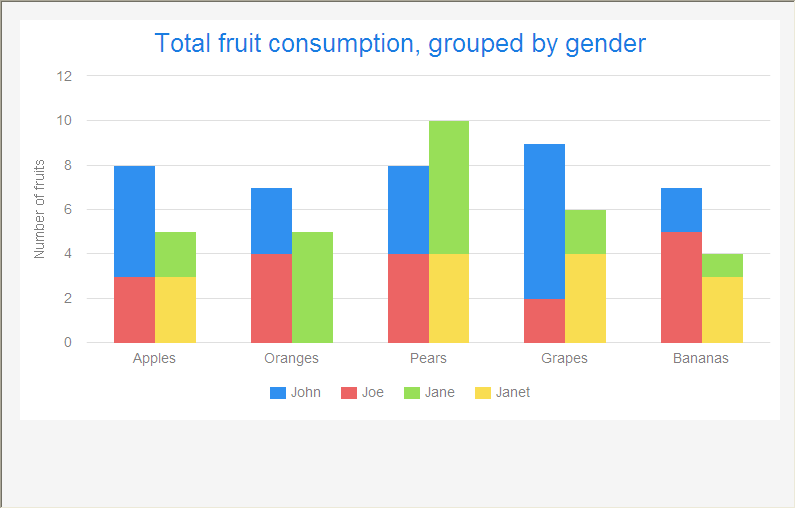 Total fruit consumption, grouped by gender
12
10
8
6
4
2
0
Number of fruits
Apples Oranges Pears Grapes Bananas
John Joe Jane Janet